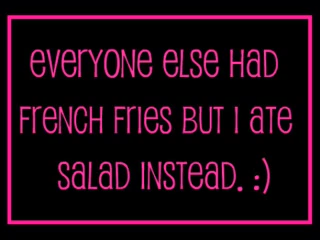 everyone else had
french fries but i ate
salad instead. :)